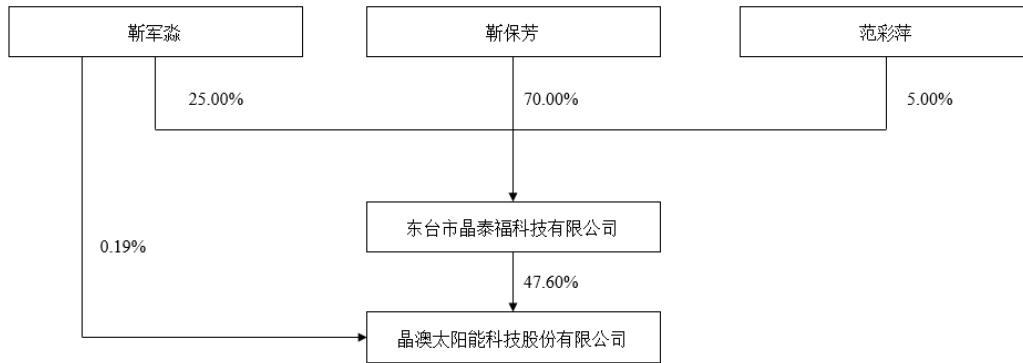 靳军淼
靳保芳
范彩萍
25.00%
70.00%
5.00%
东台市晶泰福科技有限公司
0.19%
47.60%
晶澳太阳能科技股份有限公司